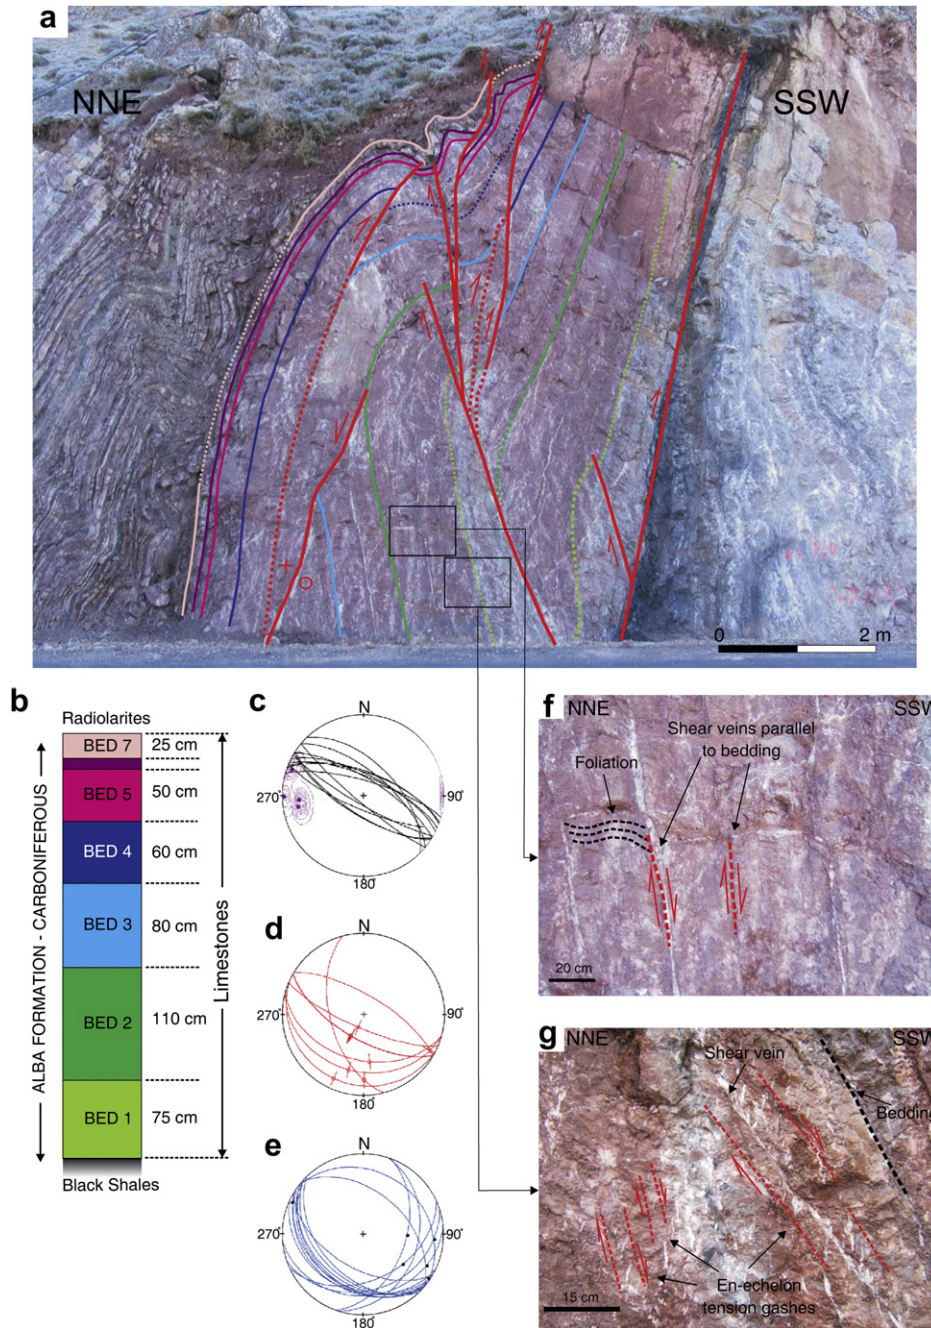 a
NNE
SSW
0 2 m
b
Radiolarites
BED 7 25 cm
BED 5 50 cm
BED 4 60 cm
BED 3 80 cm
BED 2 110 cm
BED 1 75 cm
Black Shales
ALBA FORMATION - CARBONIFEROUS
Limestones
c
N
270°
90°
180°
d
N
270°
90°
180°
e
N
270°
90°
180°
f
NNE
SSW
Shear veins parallel
to bedding
Foliation
20 cm
g
NNE
SSW
Shear vein
Bedding
En-echelon
tension gashes
15 cm